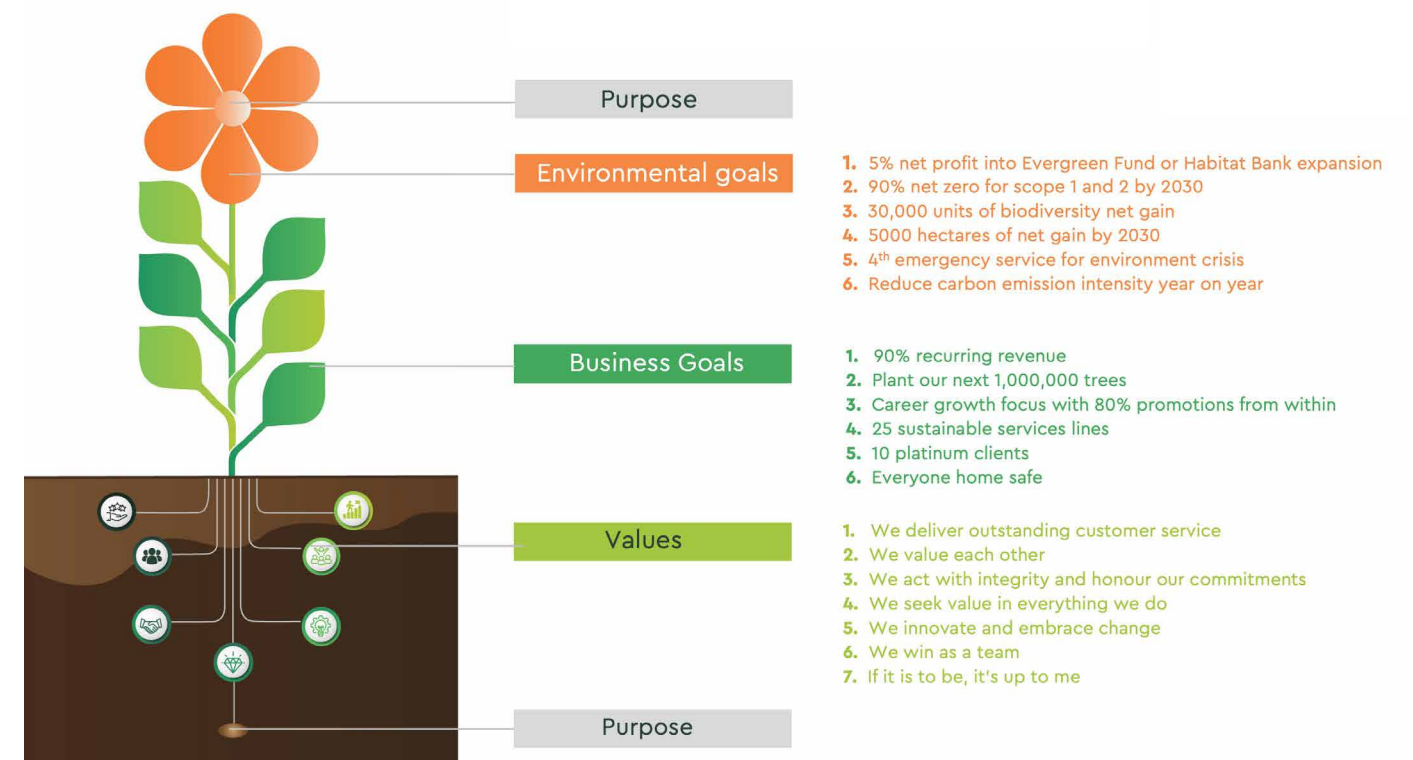 Purpose
Environmental goals
1. 5% net profit into Evergreen Fund or Habitat Bank expansion
2. 90% net zero for scope 1 and 2 by 2030
3. 30,000 units of biodiversity net gain
4. 5000 hectares of net gain by 2030
5. 4th emergency service for environment crisis
6. Reduce carbon emission intensity year on year
Business Goals
1. 90% recurring revenue
2. Plant our next 1,000,000 trees
3. Career growth focus with 80% promotions from within
4. 25 sustainable services lines
5. 10 platinum clients
6. Everyone home safe
Values
1. We deliver outstanding customer service
2. We value each other
3. We act with integrity and honour our commitments
4. We seek value in everything we do
5. We innovate and embrace change
6. We win as a team
7. If it is to be, it's up to me
Purpose